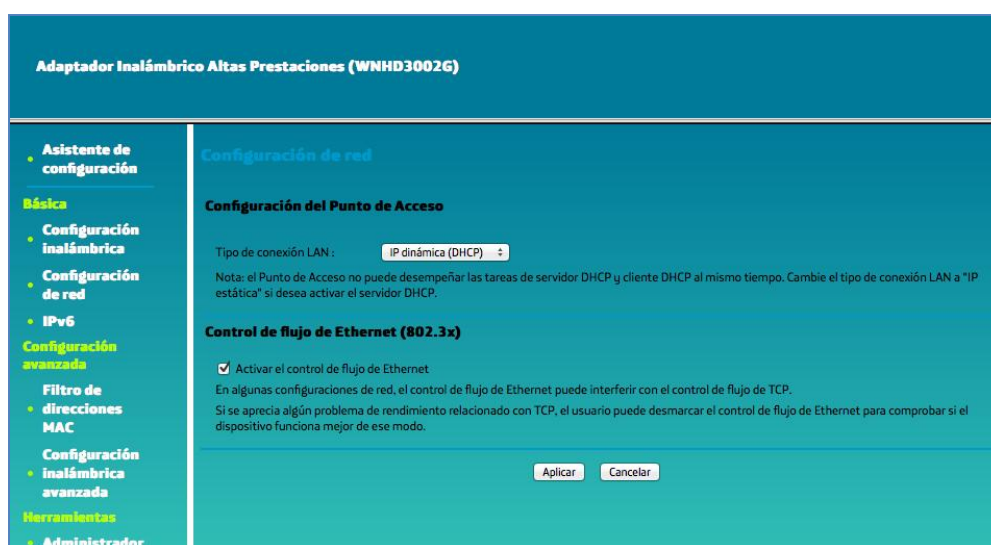 Adaptador Inalámbrico Altas Prestaciones (WNHD3002G)
Asistente de
configuración
Básica
Configuración
inalámbrica
Configuración
de red
IPv6
Configuración
avanzada
Filtro de
direcciones
MAC
Configuración
inalámbrica
avanzada
Herramientas
Administrador
Configuración de red
Configuración del Punto de Acceso
Tipo de conexión LAN : IP dinámica (DHCP)
Nota: el Punto de Acceso no puede desempeñar las tareas de servidor DHCP y cliente DHCP al mismo tiempo. Cambie el tipo de conexión LAN a "IP
estática" si desea activar el servidor DHCP.
Control de flujo de Ethernet (802.3x)
Activar el control de flujo de Ethernet
En algunas configuraciones de red, el control de flujo de Ethernet puede interferir con el control de flujo de TCP.
Si se aprecia algún problema de rendimiento relacionado con TCP, el usuario puede desmarcar el control de flujo de Ethernet para comprobar si el
dispositivo funciona mejor de ese modo.
Aplicar Cancelar